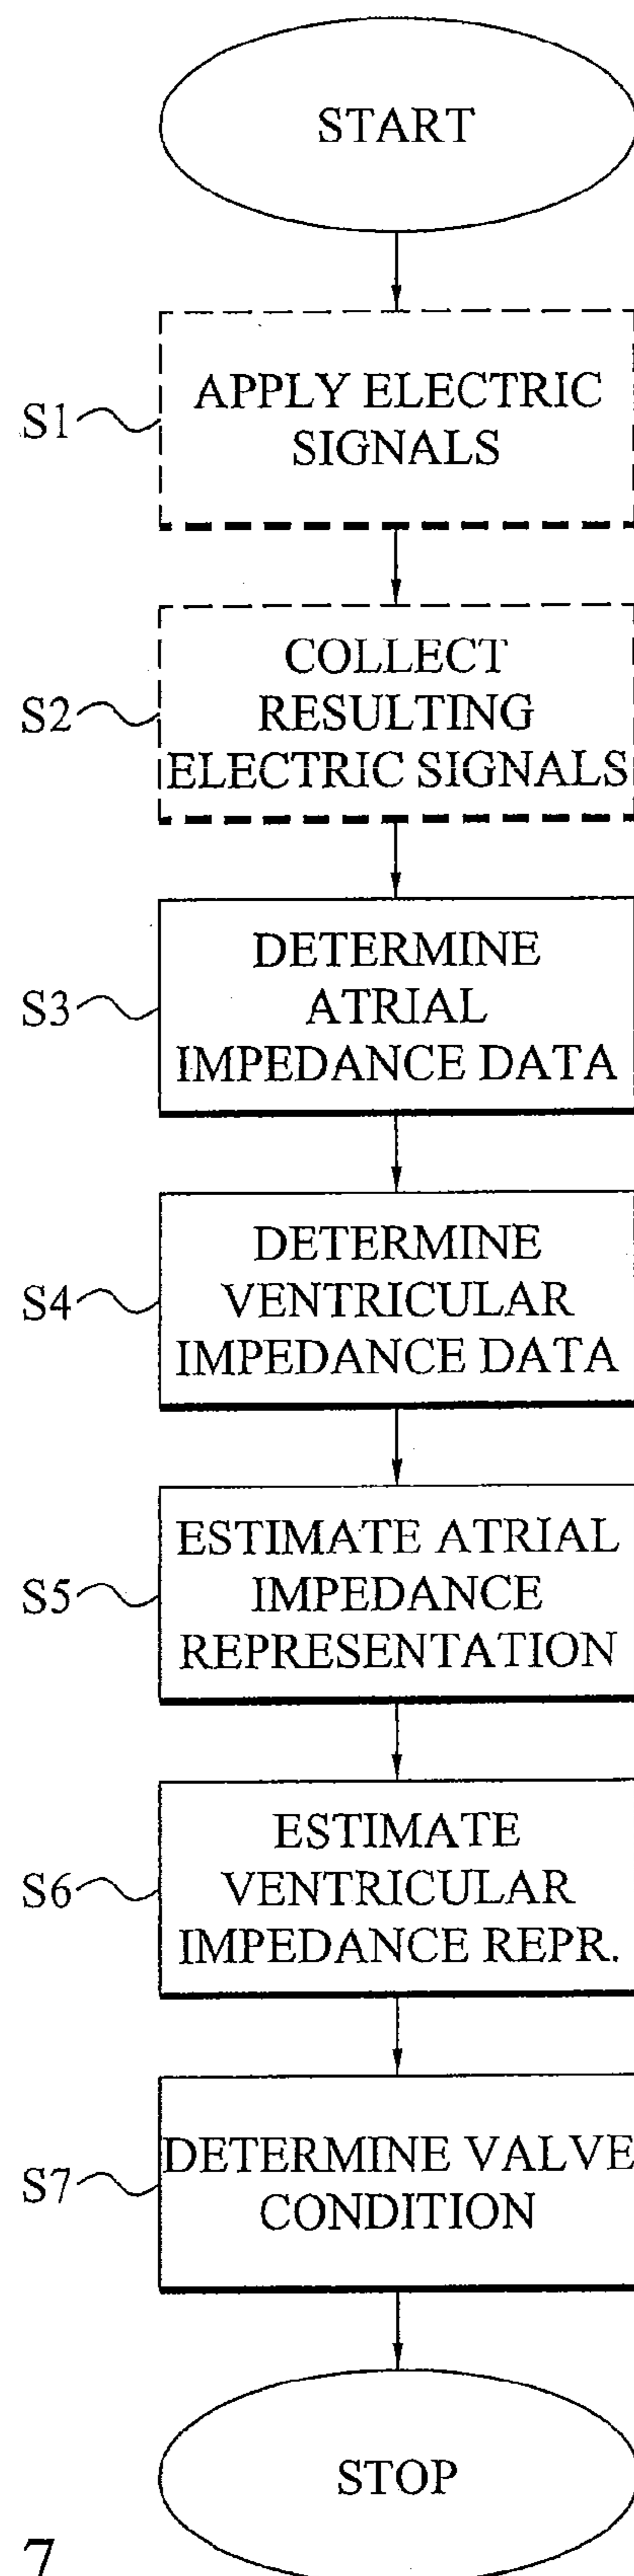 START
S1
APPLY ELECTRIC
SIGNALS
S2
COLLECT
RESULTING
ELECTRIC SIGNALS
S3
DETERMINE
ATRIAL
IMPEDANCE DATA
S4
DETERMINE
VENTRICULAR
IMPEDANCE DATA
S5
ESTIMATE ATRIAL
IMPEDANCE
REPRESENTATION
S6
ESTIMATE
VENTRICULAR
IMPEDANCE REPR.
S7
DETERMINE VALVE
CONDITION
STOP
7